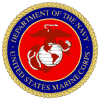 DEPARTMENT OF THE NAVY
UNITED STATES MARINE CORPS